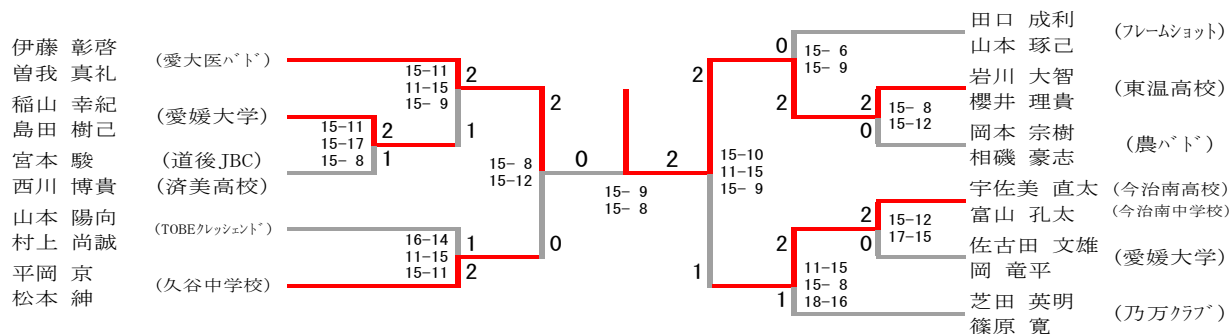 伊藤 彰啓
曽我 真礼
(愛大医ﾊﾞﾄﾞ)
稲山 幸紀
島田 樹己
(愛媛大学)
宮本 駿
(道後JBC)
西川 博貴
(済美高校)
山本 陽向
村上 尚誠
(TOBEｸﾚｯｼｪﾝﾄﾞ)
平岡 京
松本 紳
(久谷中学校)
15-11
15-17
15- 8
2
1
15-11
11-15
15- 9
2
1
16-14
11-15
15-11
1
2
15- 8
15-12
2
0
0
2
15- 9
15- 8
15-10
11-15
15- 9
2
1
15- 6
15- 9
0
2
15- 8
15-12
2
0
11-15
15- 8
18-16
2
1
15-12
17-15
2
0
田口 成利
山本 琢己
(ﾌﾚｰﾑｼｮｯﾄ)
岩川 大智
櫻井 理貴
(東温高校)
岡本 宗樹
相磯 豪志
(農ﾊﾞﾄﾞ)
宇佐美 直太
(今治南高校)
富山 孔太
(今治南中学校)
佐古田 文雄
岡 竜平
(愛媛大学)
芝田 英明
篠原 寛
(乃万ｸﾗﾌﾞ)